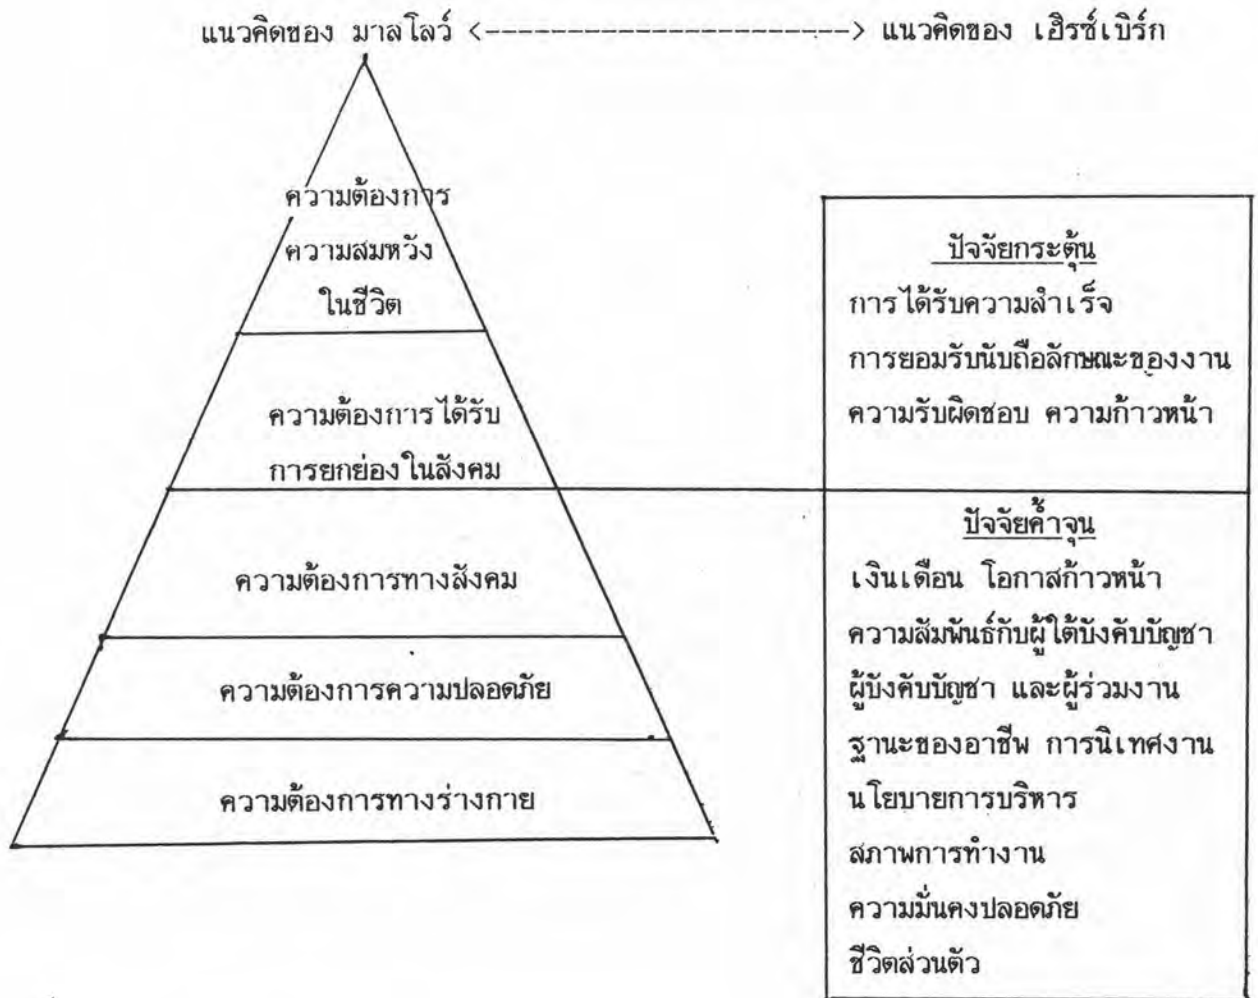 แนวคิดของ มาสโลว์ <-----------------------> แนวคิดของ เฮิรซ์เบิร์ก
ความต้องการ
ความสมหวัง
ในชีวิต
ความต้องการได้รับ
การยกย่องในสังคม
ความต้องการทางสังคม
ความต้องการความปลอดภัย
ความต้องการทางร่างกาย
ปัจจัยกระตุ้น
การได้รับความสำเร็จ
การยอมรับนับถือลักษณะของงาน
ความรับผิดชอบ ความก้าวหน้า
ปัจจัยค้ำจุน
เงินเดือน โอกาสก้าวหน้า
ความสัมพันธ์กับผู้ใต้บังคับบัญชา
ผู้บังคับบัญชา และผู้ร่วมงาน
ฐานะของอาชีพ การนิเทศงาน
นโยบายการบริหาร
สภาพการทำงาน
ความมั่นคงปลอดภัย
ชีวิตส่วนตัว